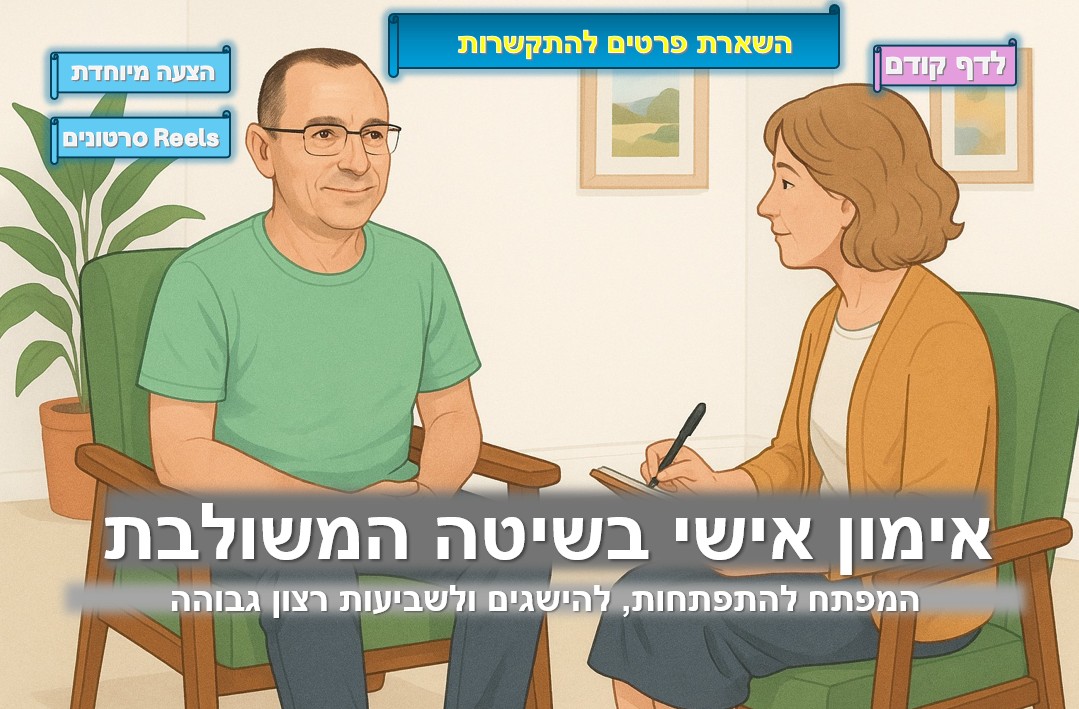 השארת פרטים להתקשרות
לדף קודם
הצעה מיוחדת
Reels סרטונים
אימון אישי בשיטה המשולבת
המפתח להתפתחות, להישגים ולשביעות רצון גבוהה